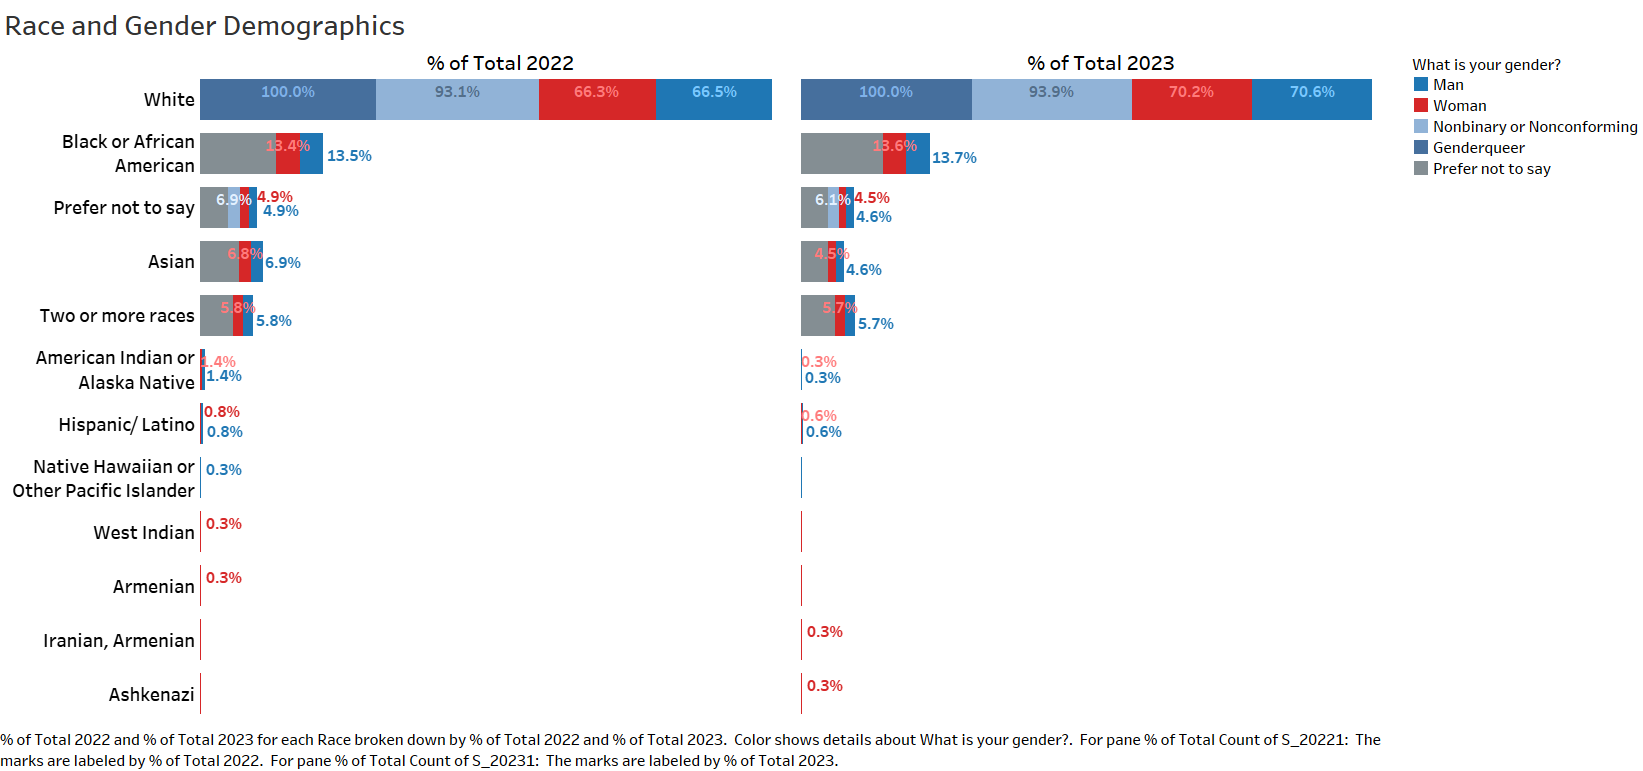 Race and Gender Demographics
% of Total 2022
% of Total 2023
What is your gender?
Man
Woman
Nonbinary or Nonconforming
Genderqueer
Prefer not to say
White
100.0% 93.1% 66.3% 66.5%
100.0% 93.9% 70.2% 70.6%
Black or African
American
13.4% 13.5%
13.6% 13.7%
Prefer not to say
6.9% 4.9%
4.9%
6.1% 4.5%
4.6%
Asian
6.8% 6.9%
4.5% 4.6%
Two or more races
5.8% 5.8%
5.7% 5.7%
American Indian or
Alaska Native
1.4%
1.4%
0.3%
0.3%
Hispanic/ Latino
0.8%
0.8%
0.6%
0.6%
Native Hawaiian or
Other Pacific Islander
0.3%
West Indian
0.3%
Armenian
0.3%
Iranian, Armenian
0.3%
Ashkenazi
0.3%
% of Total 2022 and % of Total 2023 for each Race broken down by % of Total 2022 and % of Total 2023.  Color shows details about What is your gender?.  For pane % of Total Count of S_20221:  The
marks are labeled by % of Total 2022.  For pane % of Total Count of S_20231:  The marks are labeled by % of Total 2023.